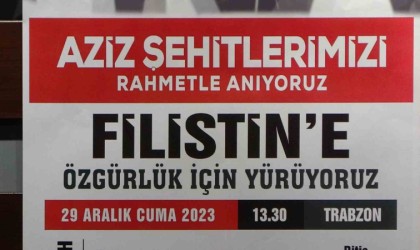 AZİZ ŞEHİTLERİMİZİ
RAHMETLE ANIYORUZ
FİLİSTİN'E
ÖZGÜRLÜK İÇİN YÜRÜYORUZ
29 ARALIK CUMA 2023 13.30 TRABZON